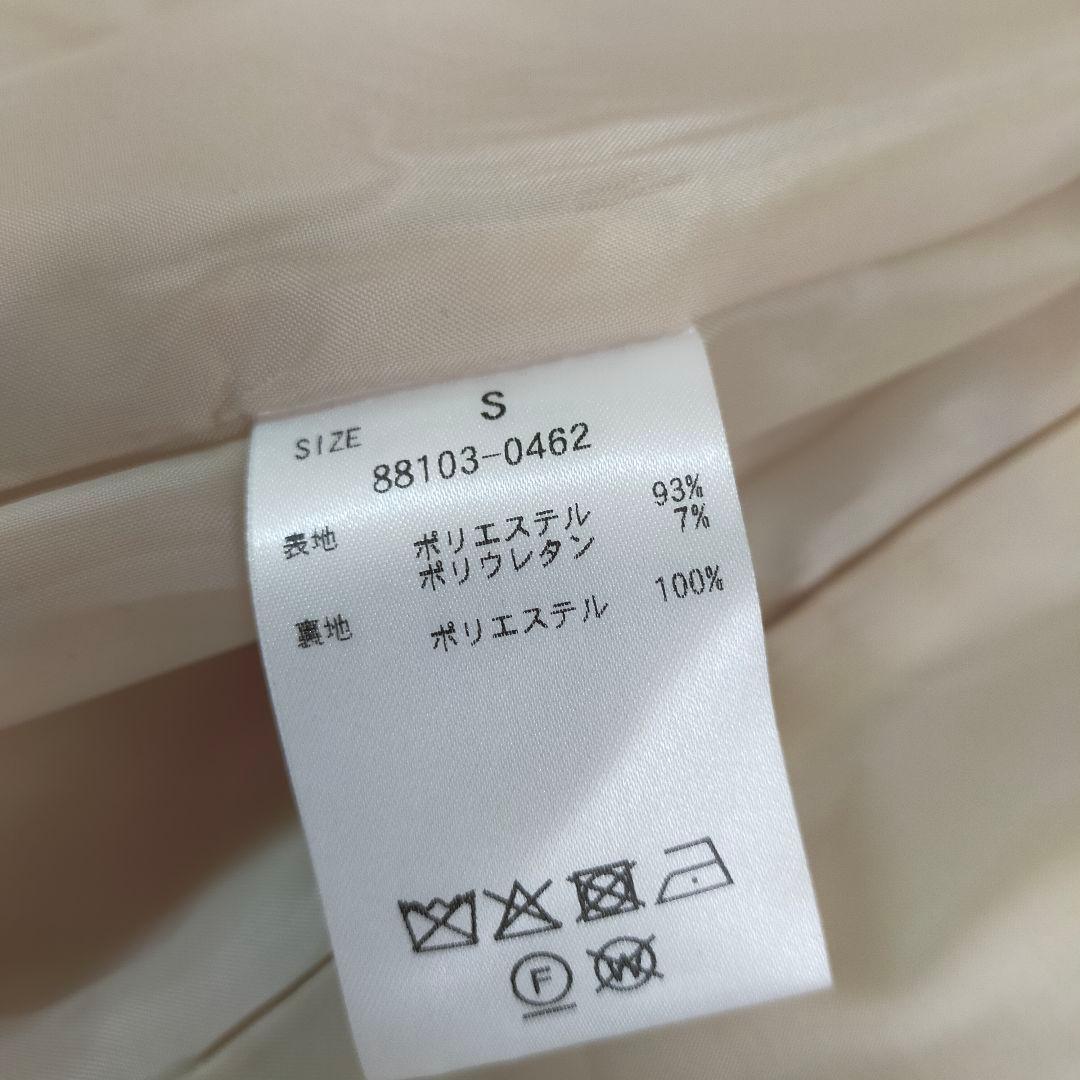 SIZE S
88103-0462
表地 ポリエステル 93%
ポリウレタン 7%
裏地 ポリエステル 100%
F W